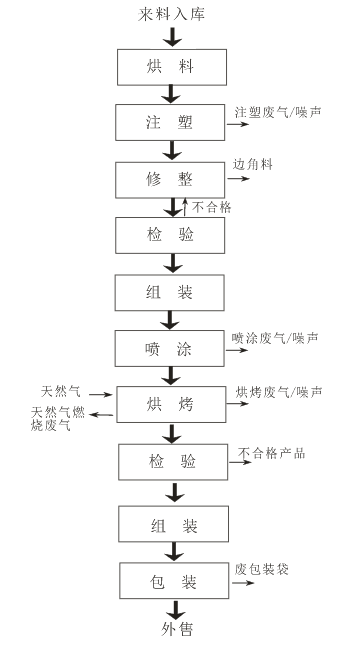 来料入库
烘 料
注 塑
注塑废气/噪声
修 整
边角料
不合格
检 验
组 装
喷 涂
喷涂废气/噪声
天然气
烘 烤
烘烤废气/噪声
天然气燃
烧废气
检 验
不合格产品
组 装
包 装
废包装袋
外售